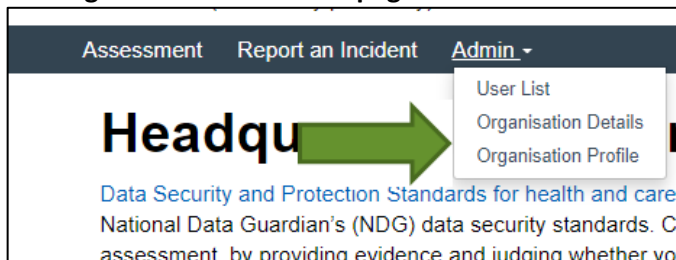 Assessment Report an Incident Admin
User List
Organisation Details
Organisation Profile
Data Security and Protection Standards for health and care
National Data Guardian's (NDG) data security standards. C
assessment, by providing evidence and judging whether yo